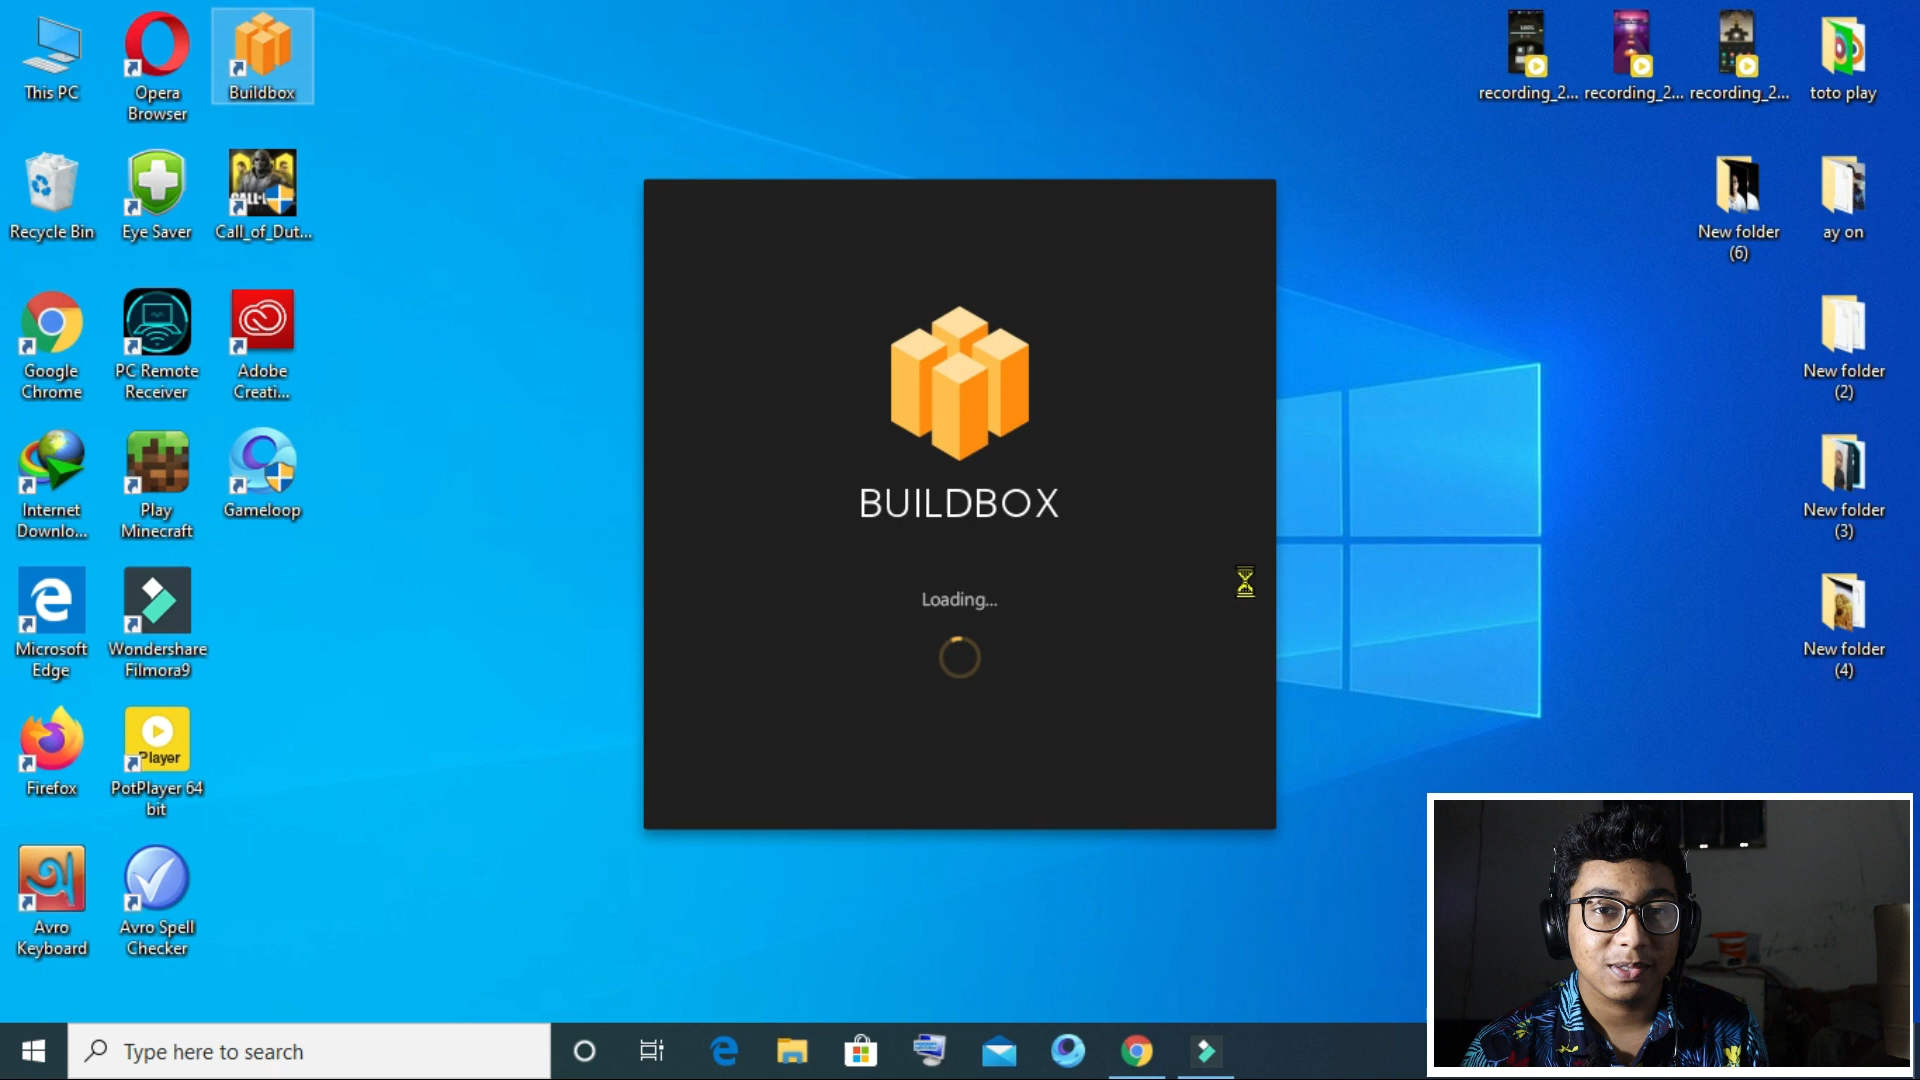 This PC
Opera
Browser
Buildbox
Recycle Bin
Eye Saver
Call_of_Dut...
Google
Chrome
PC Remote
Receiver
Adobe
Creati...
Internet
Downlo...
Play
Minecraft
Gameloop
Microsoft
Edge
Wondershare
Filmora9
Firefox
Player
PotPlayer 64
bit
Avro
Keyboard
Avro Spell
Checker
BUILDBOX
Loading...
recording_2...
recording_2...
recording_2...
toto play
New folder
(6)
ay on
New folder
(2)
New folder
(3)
New folder
(4)
Type here to search